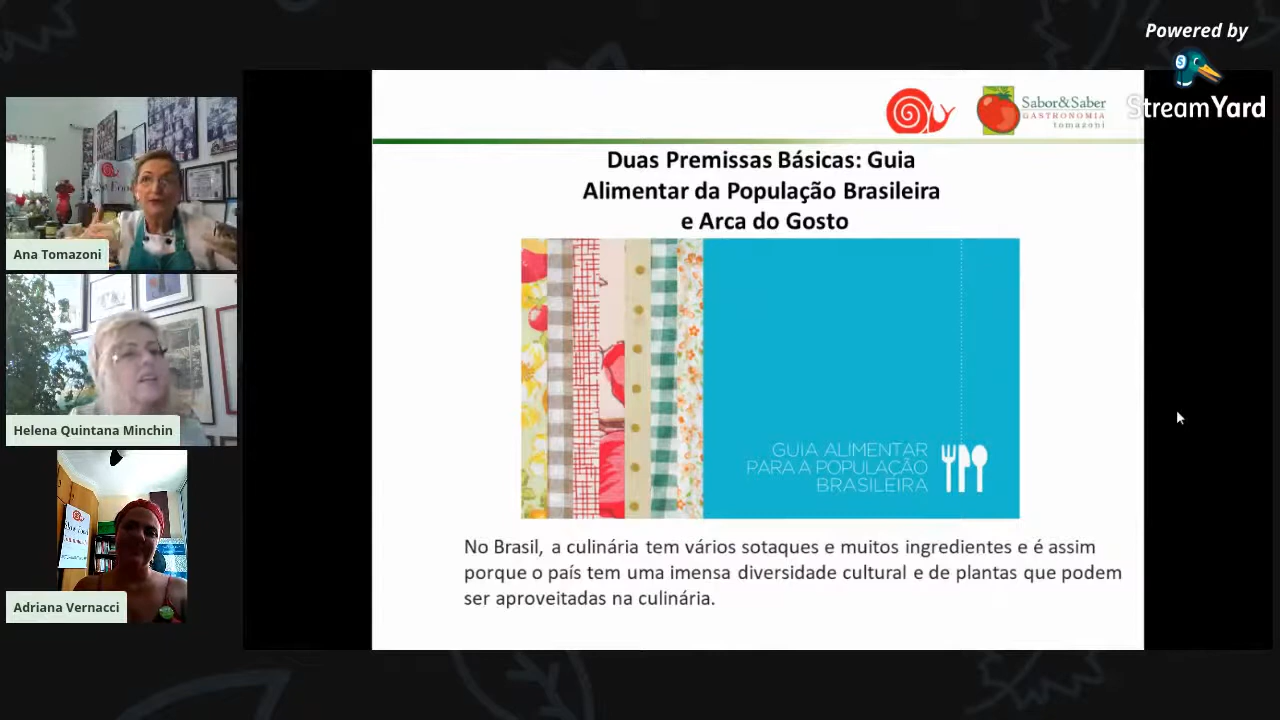 Powered by
StreamYard
Sabor&Saber
GASTRONOMIA
tomazoni
Duas Premissas Básicas: Guia
Alimentar da População Brasileira
e Arca do Gosto
GUIA ALIMENTAR
PARA A POPULAÇÃO
BRASILEIRA
No Brasil, a culinária tem vários sotaques e muitos ingredientes e é assim
porque o país tem uma imensa diversidade cultural e de plantas que podem
ser aproveitadas na culinária.
Ana Tomazoni
Helena Quintana Minchin
Adriana Vernacci